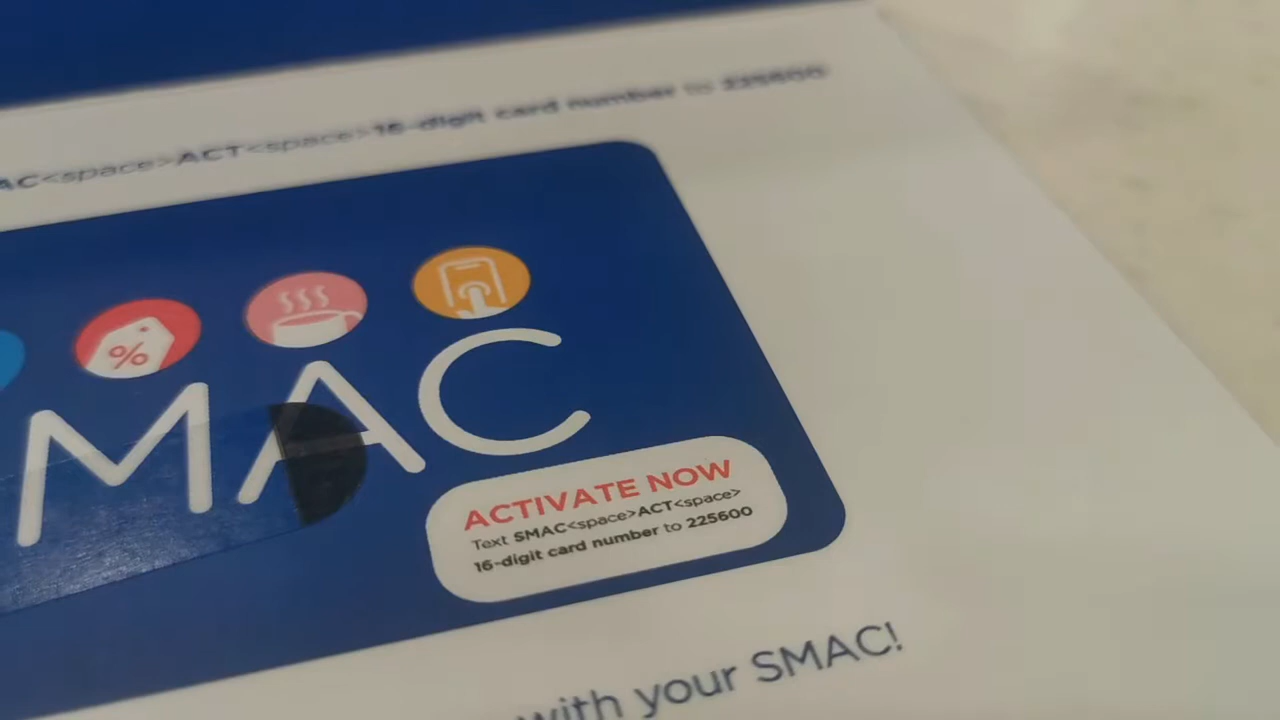 AC<space>ACT<space>16-digit card number to 225600
%
MAC
ACTIVATE NOW
Text SMAC<space>ACT<space>
16-digit card number to 225600
with your SMAC!